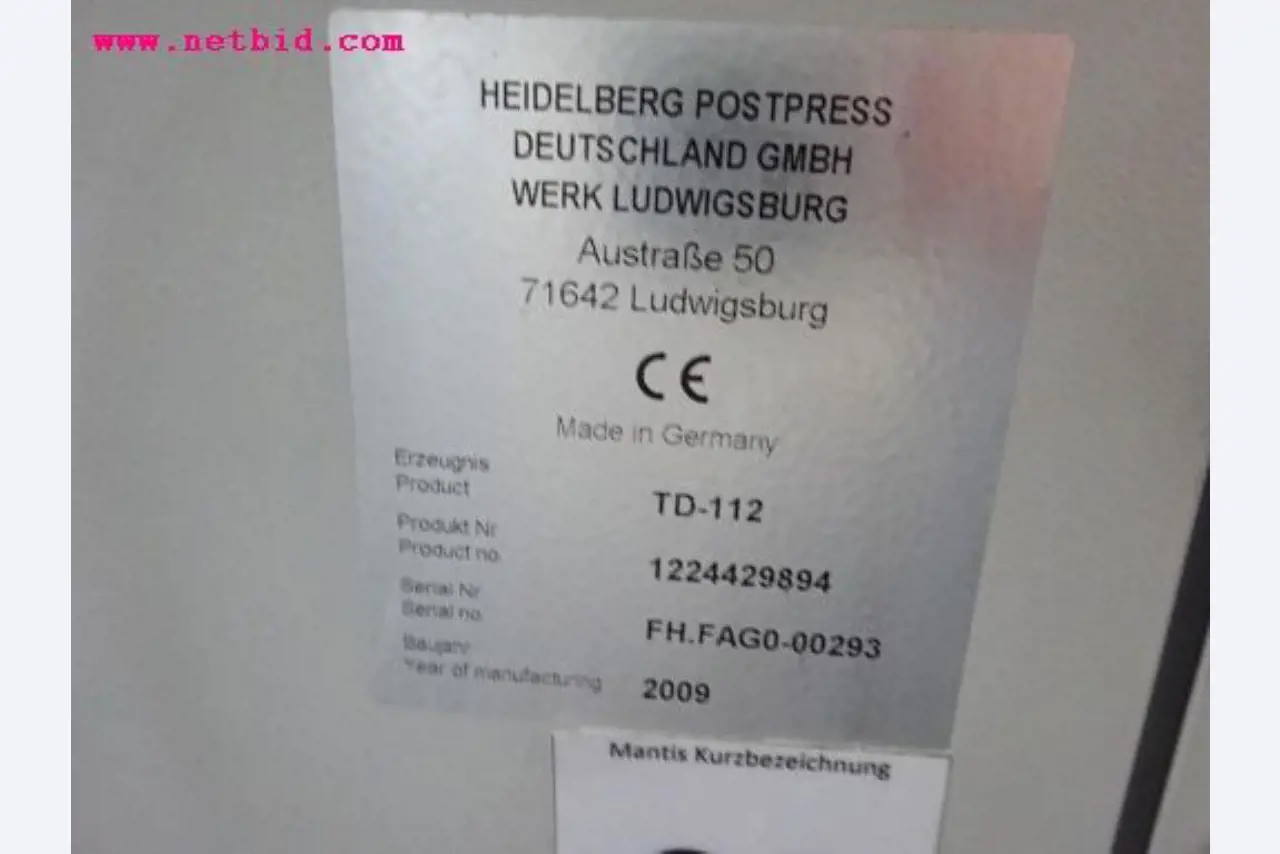 www.netbid.com
HEIDELBERG POSTPRESS
DEUTSCHLAND GMBH
WERK LUDWIGSBURG
Austraße 50
71642 Ludwigsburg
CE
Made in Germany
Erzeugnis
Product
TD-112
Produkt Nr
Product no.
1224429894
Serial Nr
Serial no.
FH.FAG0-00293
Baujahr
Year of manufacturing
2009
Mantis Kurzbezeichnung